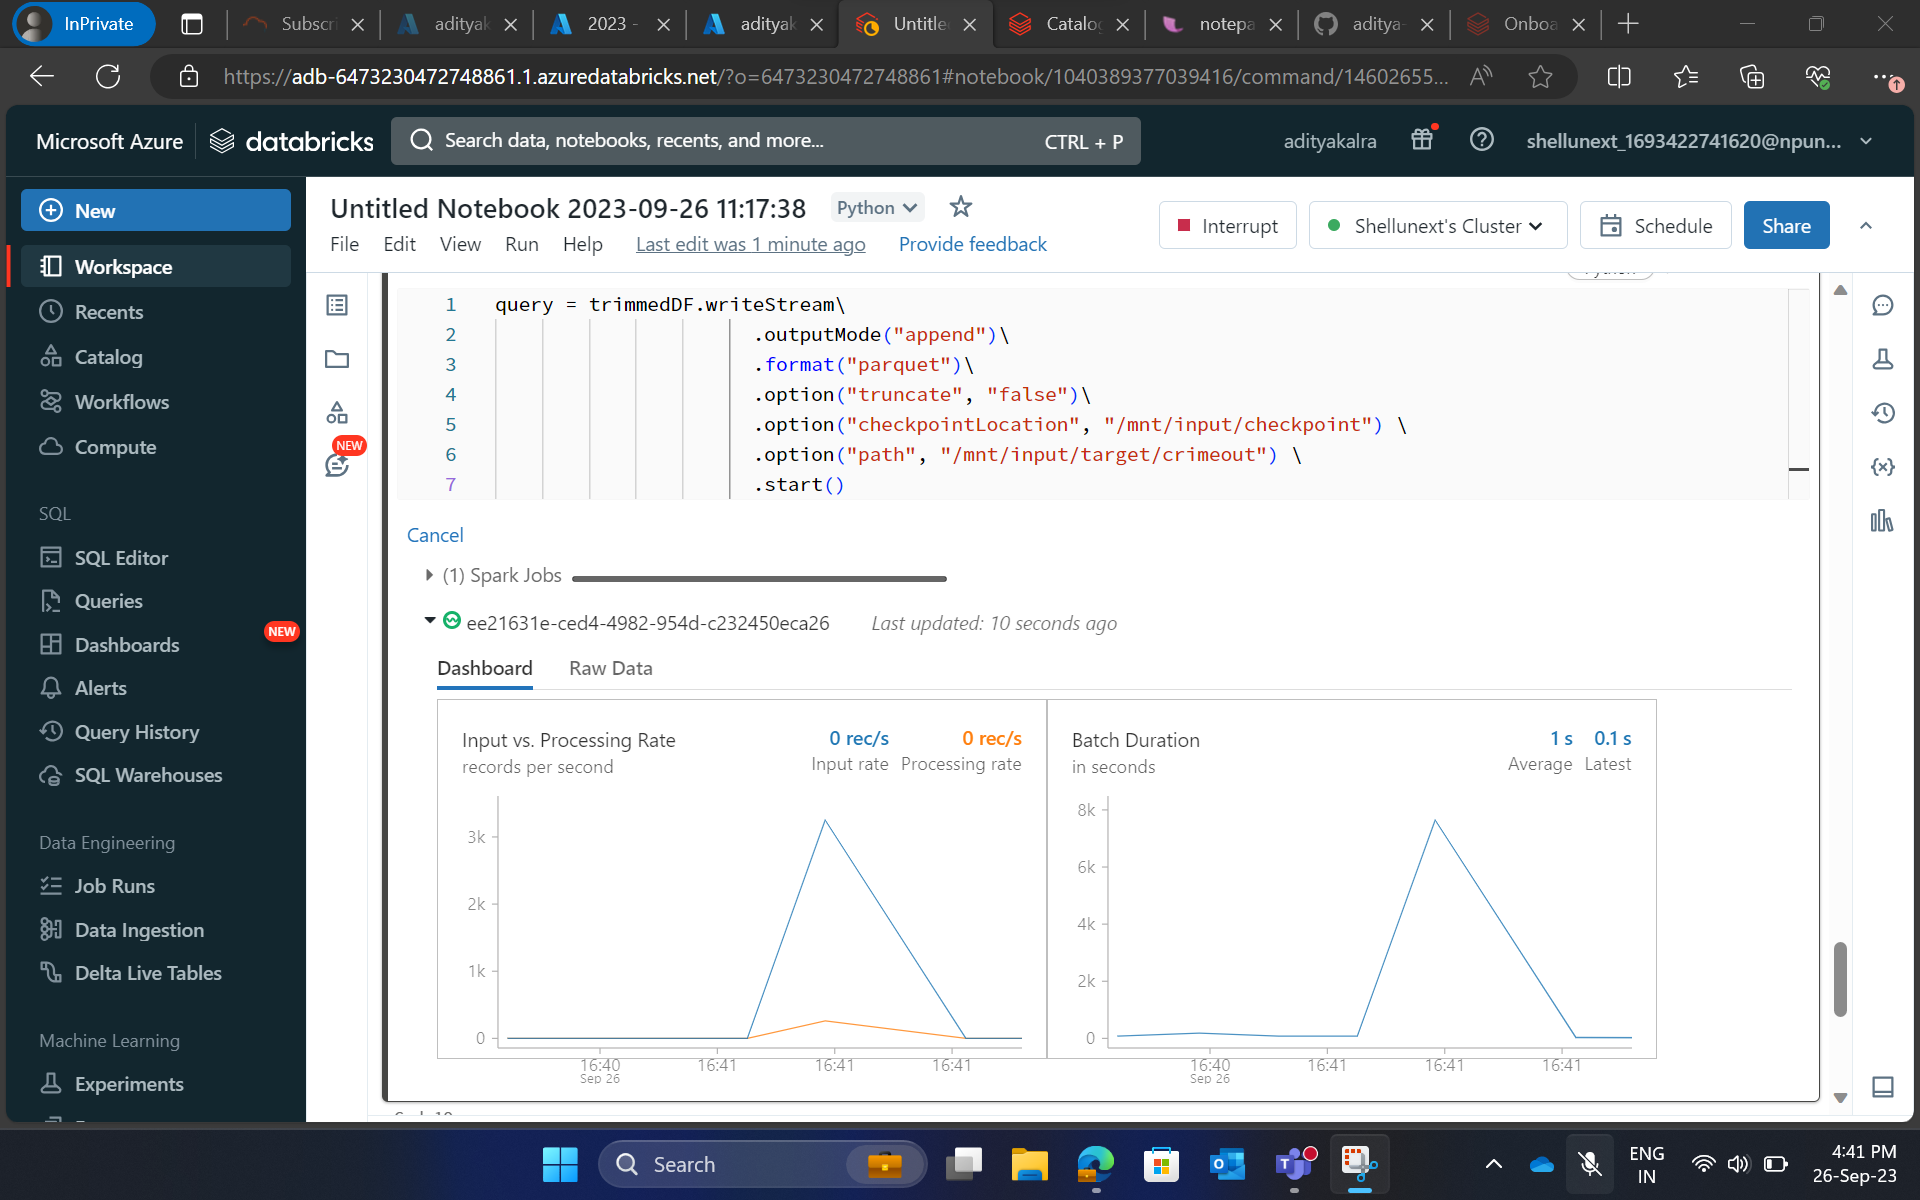 InPrivate
Subscri
adityak
2023 -
adityak
Untitle
Catalog
notepa
aditya-
Onboa
https://adb-6473230472748861.1.azuredatabricks.net/?o=6473230472748861#notebook/1040389377039416/command/14602655...
Microsoft Azure
databricks
Search data, notebooks, recents, and more...
CTRL + P
adityakalra
shellunext_1693422741620@npun...
New
Workspace
Recents
Catalog
Workflows
Compute
SQL
SQL Editor
Queries
Dashboards
NEW
Alerts
Query History
SQL Warehouses
Data Engineering
Job Runs
Data Ingestion
Delta Live Tables
Machine Learning
Experiments
Untitled Notebook 2023-09-26 11:17:38
Python
File Edit View Run Help
Last edit was 1 minute ago
Provide feedback
Interrupt
Shellunext's Cluster
Schedule
Share
NEW
1 query = trimmedDF.writeStream\
2 .outputMode("append")\
3 .format("parquet")\
4 .option("truncate", "false")\
5 .option("checkpointLocation", "/mnt/input/checkpoint") \
6 .option("path", "/mnt/input/target/crimeout") \
7 .start()
Cancel
(1) Spark Jobs
ee21631e-ced4-4982-954d-c232450eca26
Last updated: 10 seconds ago
Dashboard
Raw Data
Input vs. Processing Rate
records per second
0 rec/s
Input rate
0 rec/s
Processing rate
3k
2k
1k
0
16:40
Sep 26
16:41
16:41
16:41
Batch Duration
in seconds
1 s
Average
0.1 s
Latest
8k
6k
4k
2k
0
16:40
Sep 26
16:41
16:41
16:41
Search
ENG
IN
4:41 PM
26-Sep-23